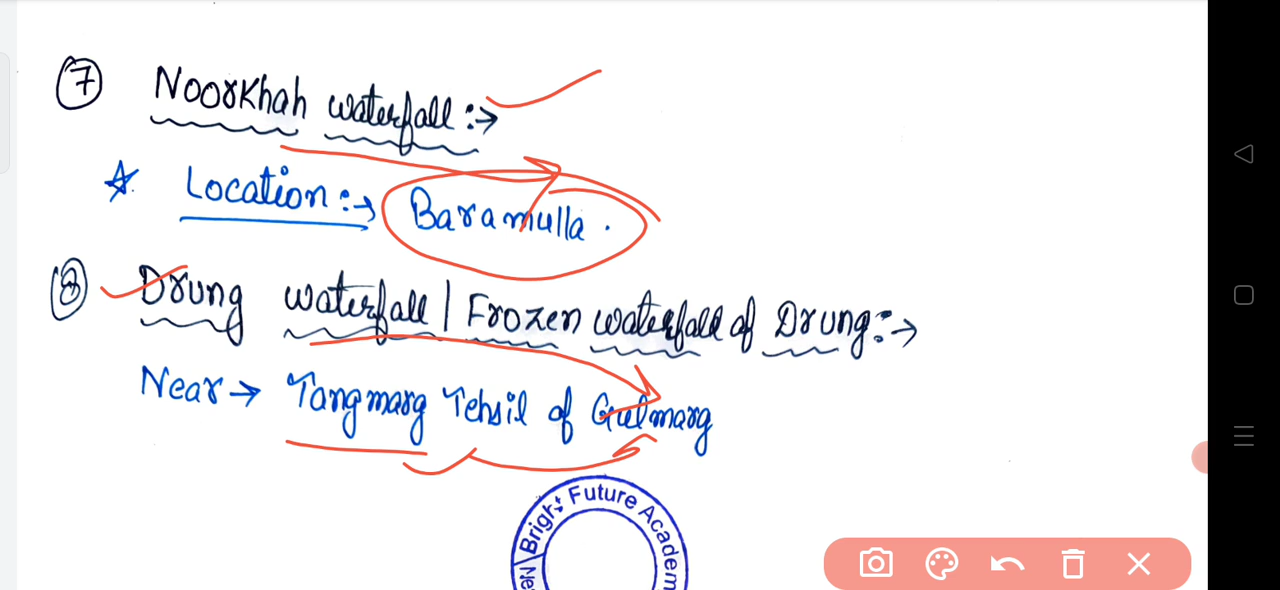 7 Noorkhah waterfall :→
☆. Location :→ Baramulla.
8 Drung waterfall | Frozen waterfall of Drung :→
Near → Tangmarg Tehsil of Gulmarg
Bright Future Academ
Ne